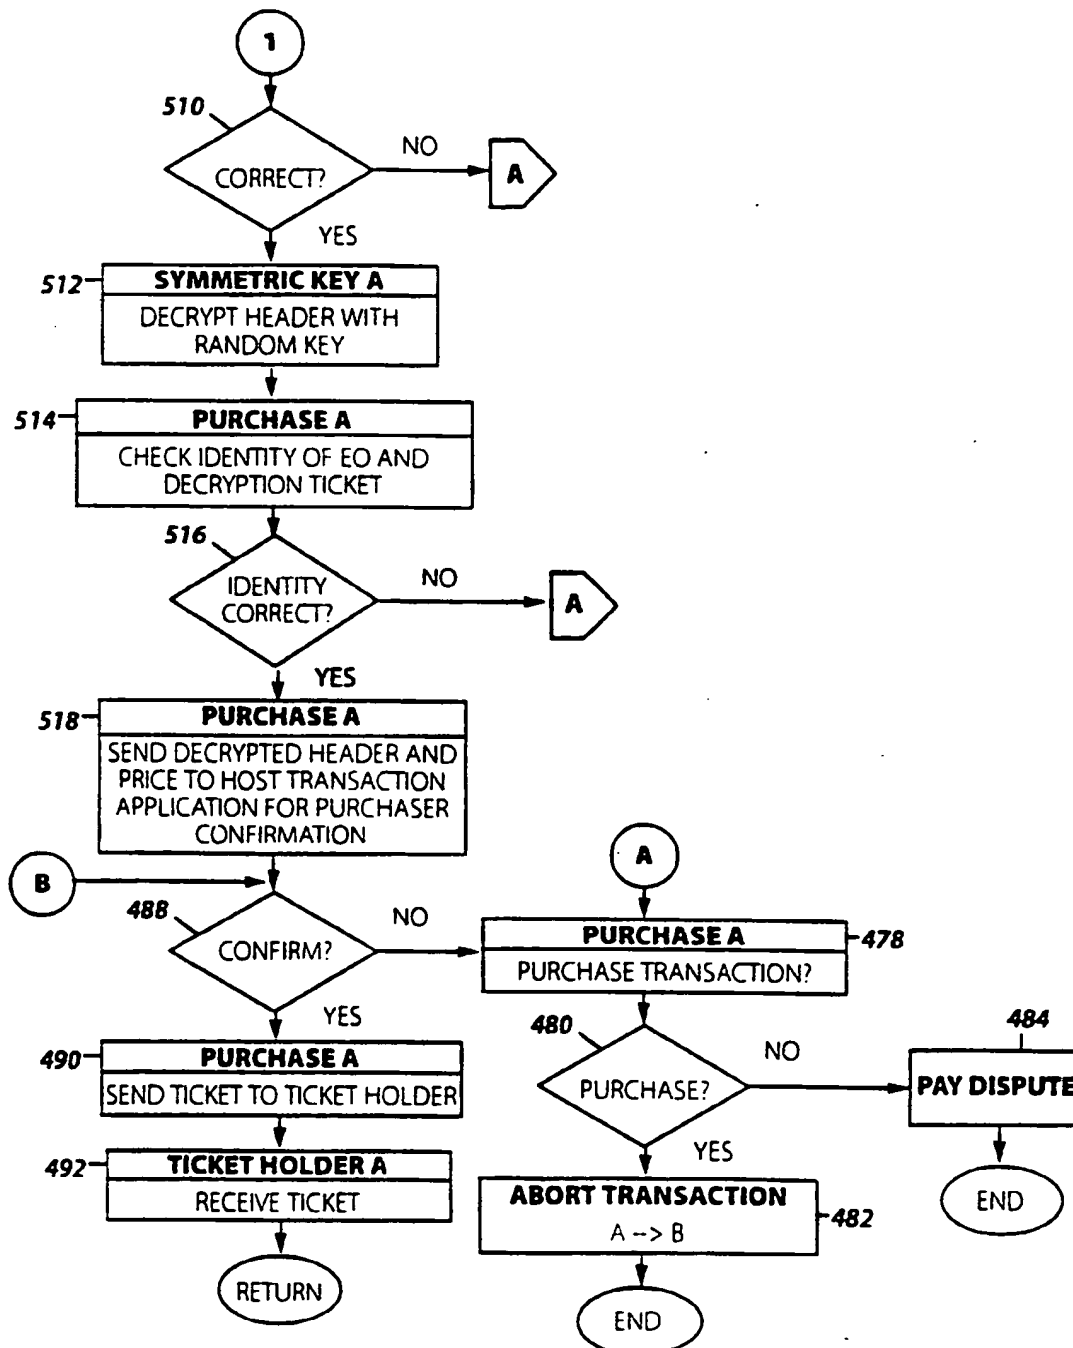 1
510
CORRECT?
NO
A
YES
512
SYMMETRIC KEY A
DECRYPT HEADER WITH
RANDOM KEY
514
PURCHASE A
CHECK IDENTITY OF EO AND
DECRYPTION TICKET
516
IDENTITY
CORRECT?
NO
A
YES
518
PURCHASE A
SEND DECRYPTED HEADER AND
PRICE TO HOST TRANSACTION
APPLICATION FOR PURCHASER
CONFIRMATION
B
488
CONFIRM?
NO
YES
490
PURCHASE A
SEND TICKET TO TICKET HOLDER
492
TICKET HOLDER A
RECEIVE TICKET
RETURN
A
PURCHASE A
478
PURCHASE TRANSACTION?
480
PURCHASE?
NO
484
PAY DISPUTE
END
YES
ABORT TRANSACTION
482
A --> B
END